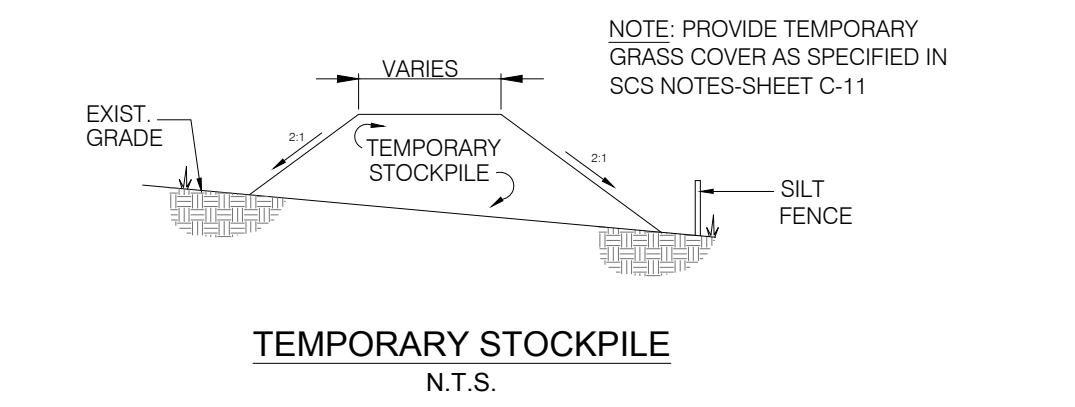 NOTE: PROVIDE TEMPORARY
GRASS COVER AS SPECIFIED IN
SCS NOTES-SHEET C-11
VARIES
EXIST.
GRADE
2:1
TEMPORARY
STOCKPILE
2:1
SILT
FENCE
TEMPORARY STOCKPILE
N.T.S.